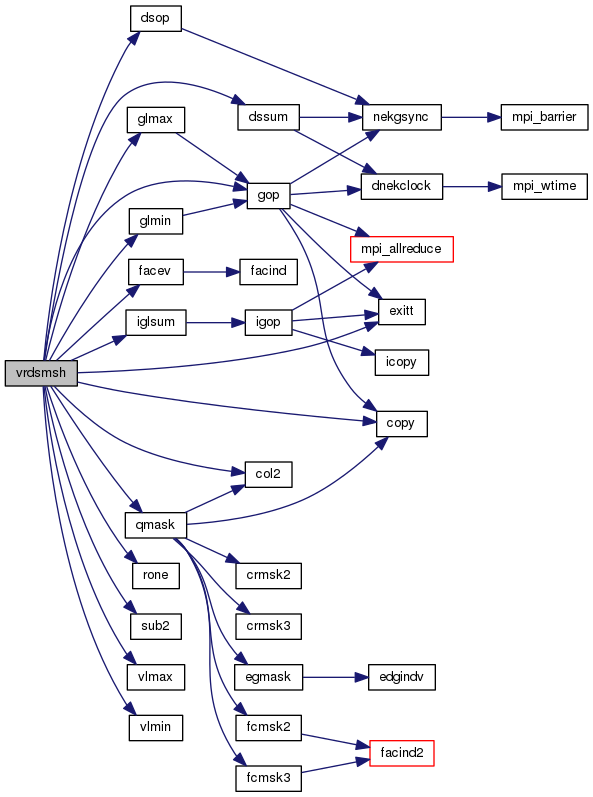 dsop
glmax
dssum
nekgsync
mpi_barrier
dnekclock
mpi_wtime
gop
glmin
mpi_allreduce
facev
facind
exitt
iglsum
igop
icopy
vrdsmsh
copy
col2
qmask
rone
crmsk2
sub2
crmsk3
vlmax
egmask
edgindv
vlmin
fcmsk2
facind2
fcmsk3